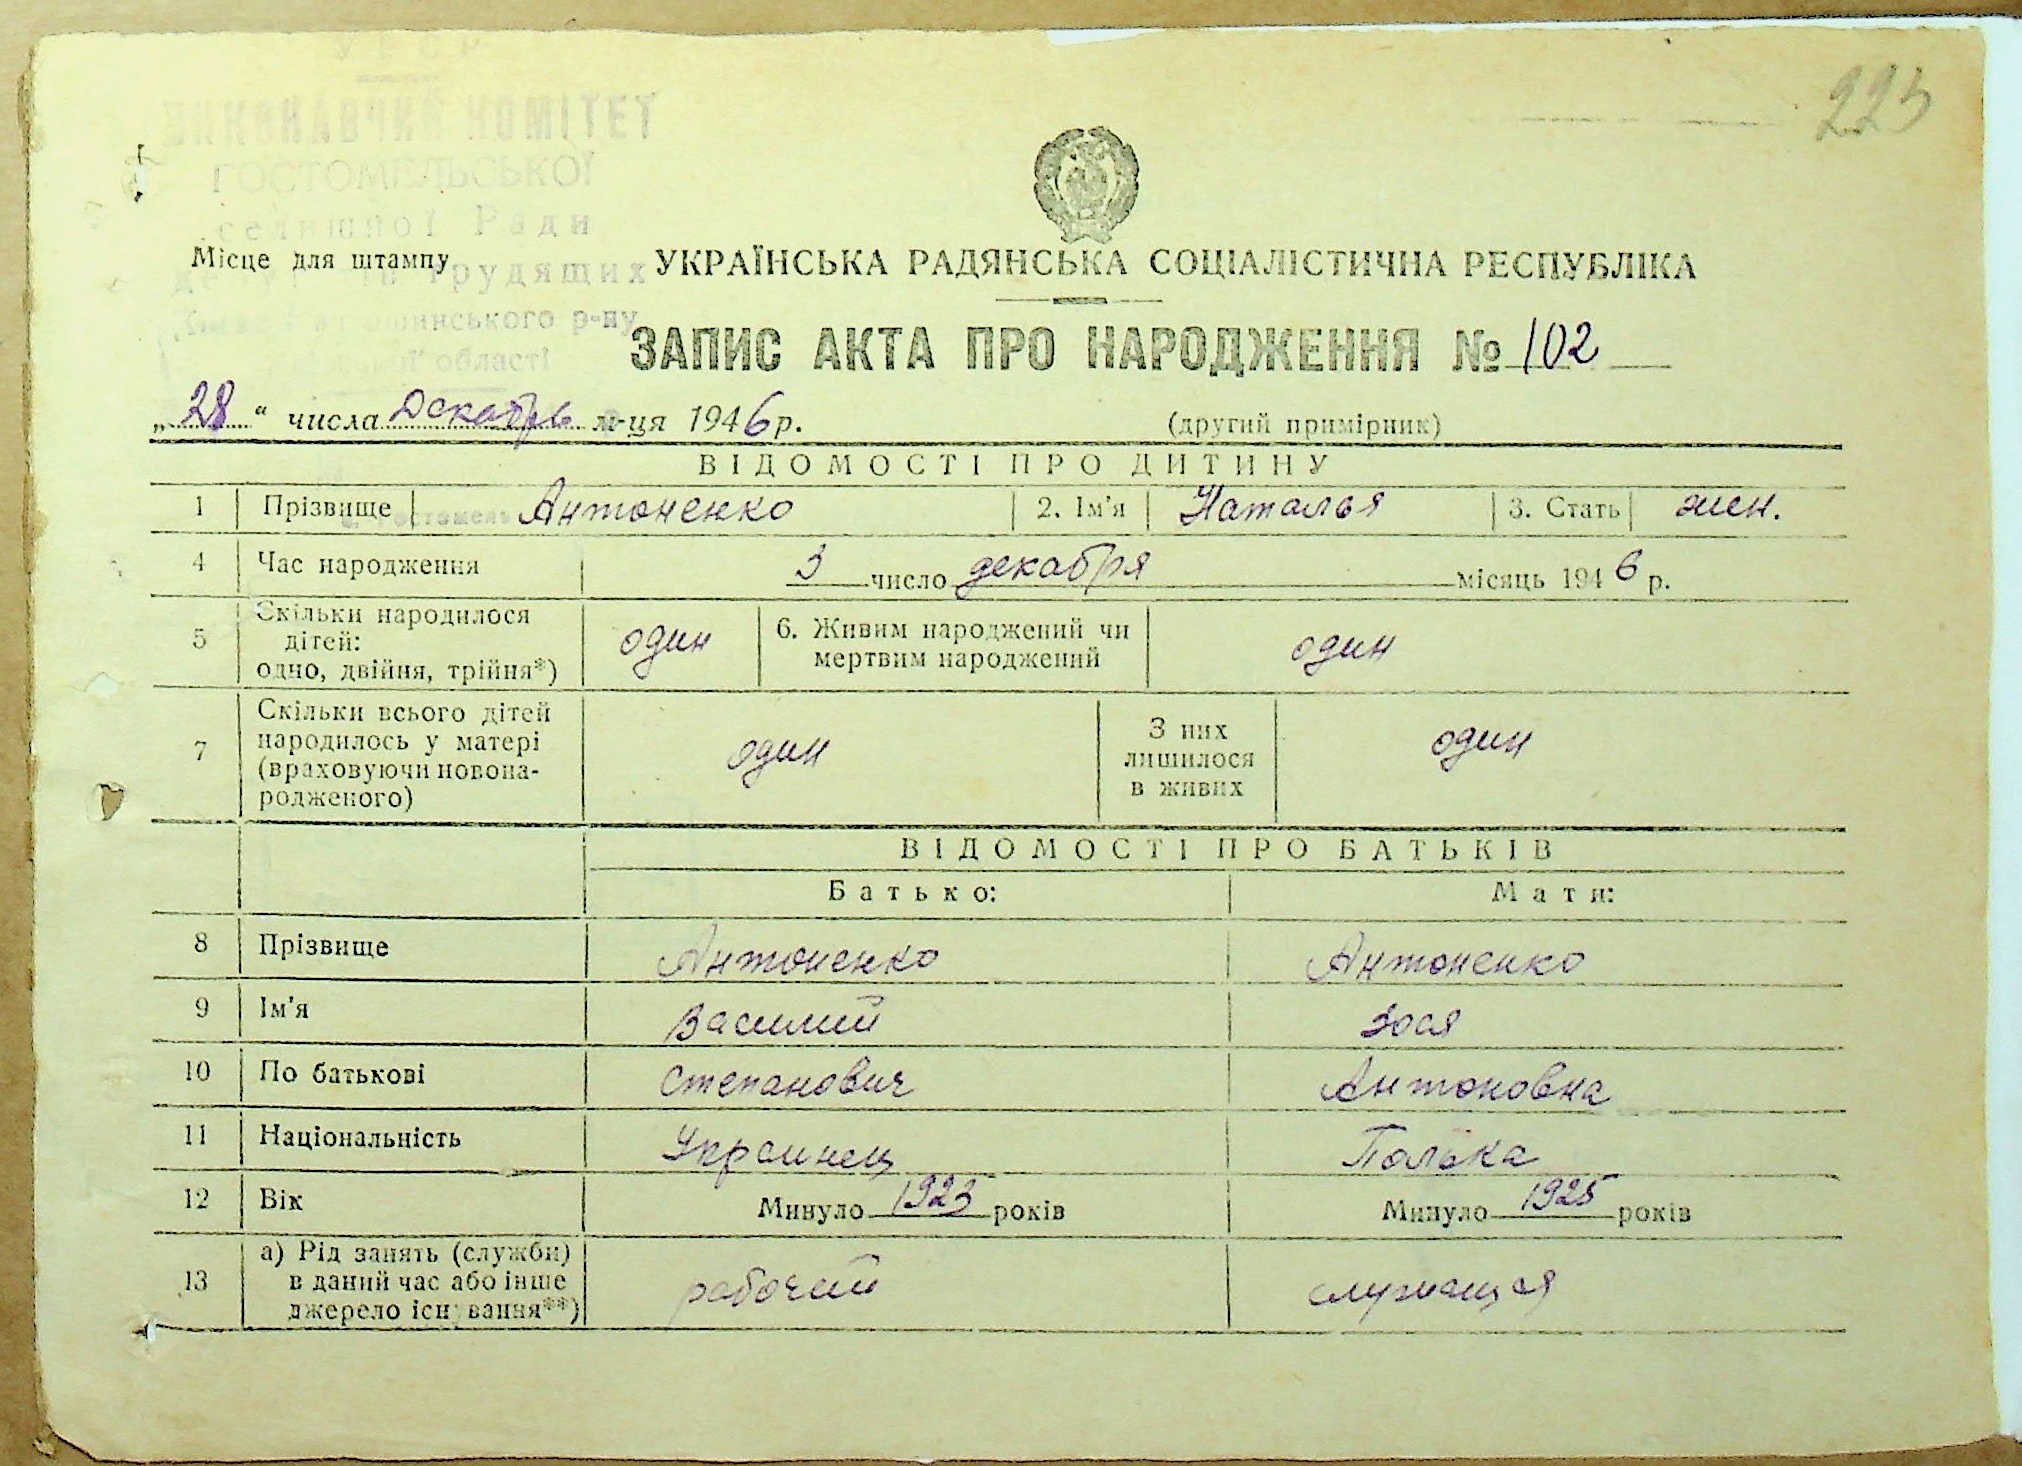 223
УРСР
ВИКОНАВЧИЙ КОМІТЕТ
ГОСТОМЕЛЬСЬКОЇ
селищної Ради
трудящих
р-ну
області
Місце для штампу
УКРАЇНСЬКА РАДЯНСЬКА СОЦІАЛІСТИЧНА РЕСПУБЛІКА
ЗАПИС АКТА ПРО НАРОДЖЕННЯ № 102
„28“ числа Декабрь м-ця 1946 р. (другий примірник)
ВІДОМОСТІ ПРО ДИТИНУ
1 Прізвище Антоненко 2. Ім'я Наталья 3. Стать жен.
4 Час народження 3 число декабря місяць 1946 р.
5 Скільки народилося дітей: одно, двійня, трійня*) один 6. Живим народжений чи мертвим народжений один
7 Скільки всього дітей народилось у матері (враховуючи новонародженого) один З них лишилося в живих один
ВІДОМОСТІ ПРО БАТЬКІВ
Батько: Мати:
8 Прізвище Антоненко Антоненко
9 Ім'я Василий Зося
10 По батькові Степанович Антоновна
11 Національність Украинец Полька
12 Вік Минуло 1923 років Минуло 1925 років
13 а) Рід занять (служби) в даний час або інше джерело існування**) рабочий служащая